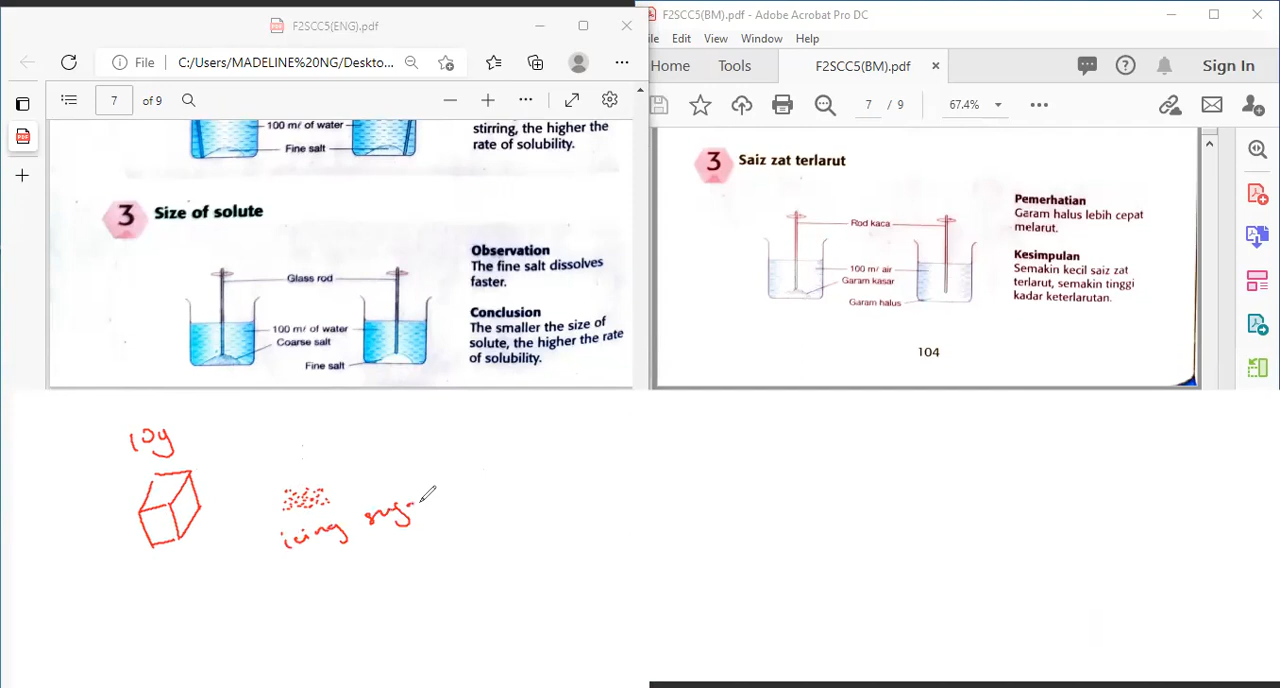 F2SCC5(ENG).pdf
File
C:/Users/MADELINE%20NG/Deskto...
7
of 9
100 ml of water
Fine salt
stirring, the higher the
rate of solubility.
3 Size of solute
Glass rod
100 ml of water
Coarse salt
Fine salt
Observation
The fine salt dissolves
faster.
Conclusion
The smaller the size of
solute, the higher the rate
of solubility.
F2SCC5(BM).pdf - Adobe Acrobat Pro DC
ile Edit View Window Help
Home
Tools
F2SCC5(BM).pdf
Sign In
7 / 9
67.4%
3 Saiz zat terlarut
Rod kaca
100 ml air
Garam kasar
Garam halus
Pemerhatian
Garam halus lebih cepat
melarut.
Kesimpulan
Semakin kecil saiz zat
terlarut, semakin tinggi
kadar keterlarutan.
104
10g
icing suga